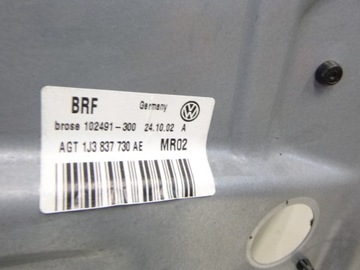 BRF Germany
brose 102491-300 24.10.02 A
AGT 1J3 837 730 AE MR02